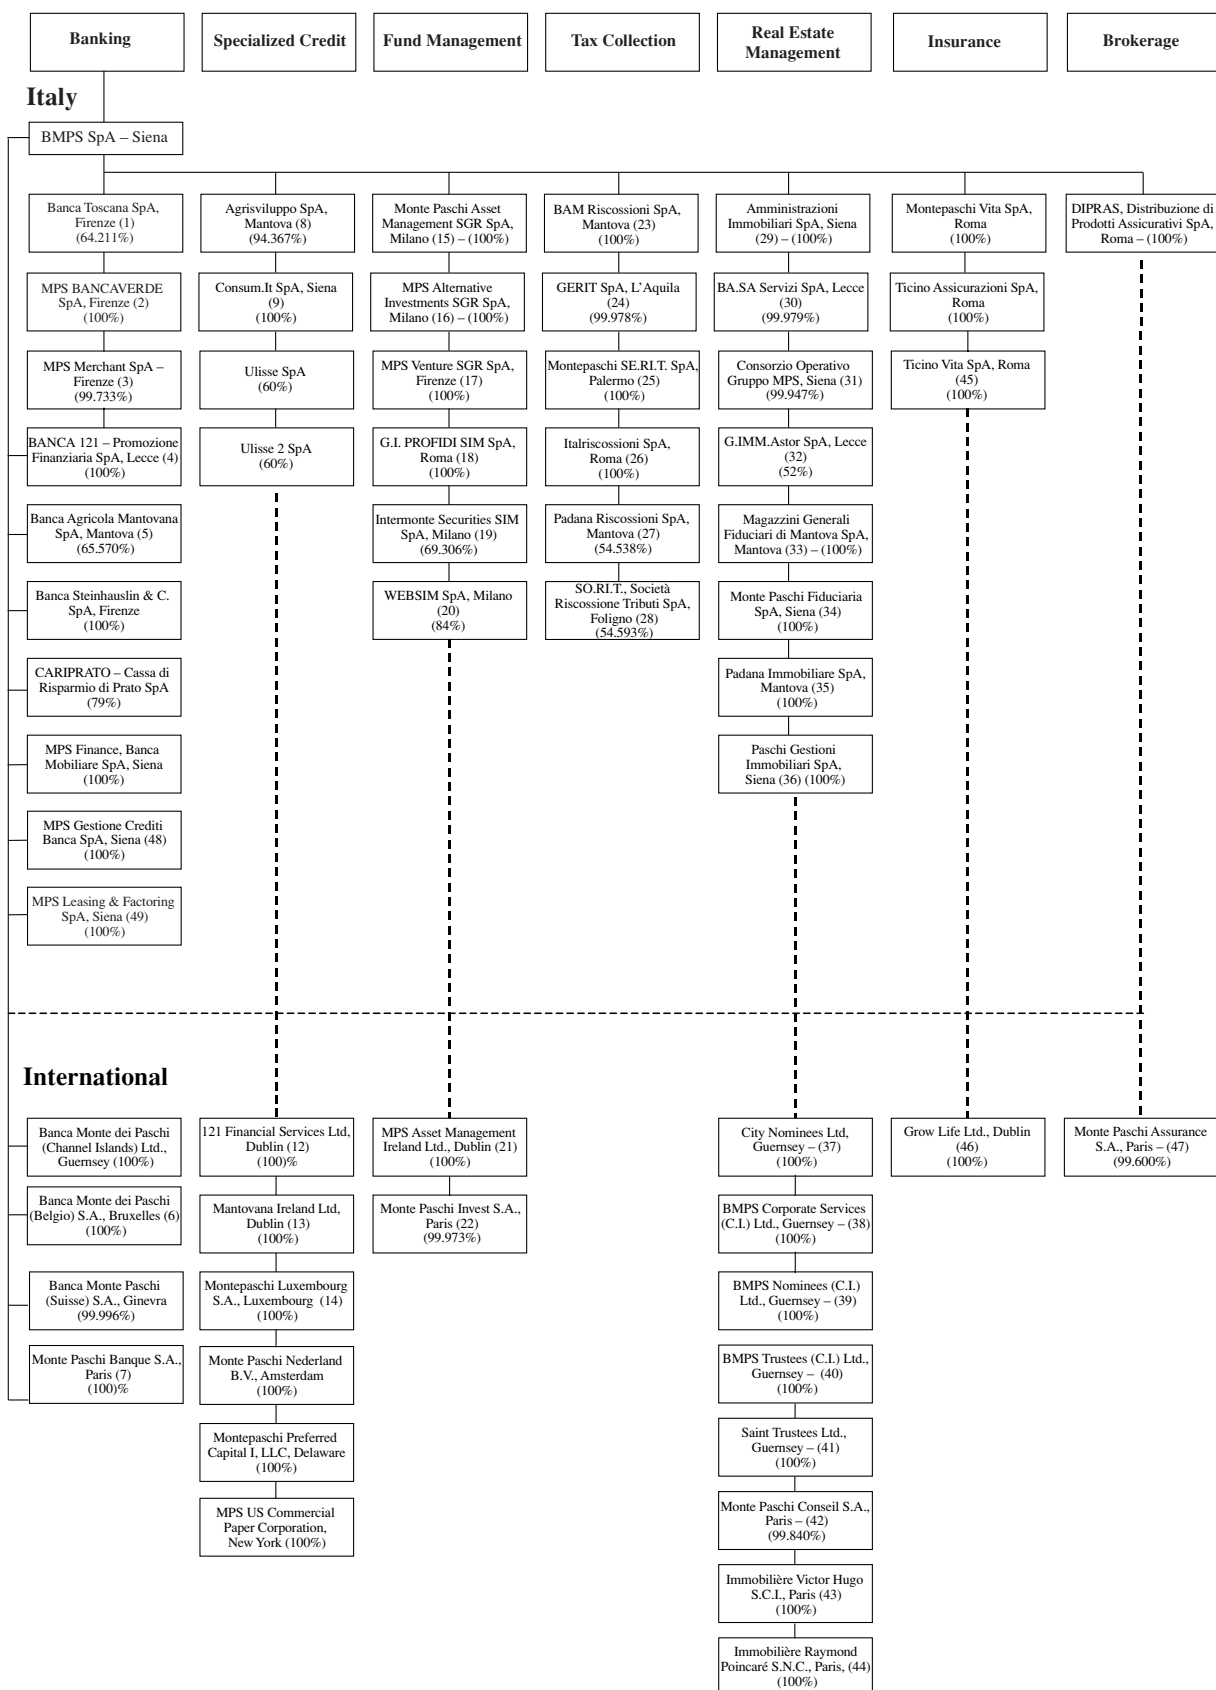 Banking
Specialized Credit
Fund Management
Tax Collection
Real Estate
Management
Insurance
Brokerage
Italy
BMPS SpA – Siena
Banca Toscana SpA,
Firenze (1)
(64.211%)
MPS BANCAVERDE
SpA, Firenze (2)
(100%)
MPS Merchant SpA –
Firenze (3)
(99.733%)
BANCA 121 – Promozione
Finanziaria SpA, Lecce (4)
(100%)
Banca Agricola Mantovana
SpA, Mantova (5)
(65.570%)
Banca Steinhauslin & C.
SpA, Firenze
(100%)
CARIPRATO – Cassa di
Risparmio di Prato SpA
(79%)
MPS Finance, Banca
Mobiliare SpA, Siena
(100%)
MPS Gestione Crediti
Banca SpA, Siena (48)
(100%)
MPS Leasing & Factoring
SpA, Siena (49)
(100%)
Agrisviluppo SpA,
Mantova (8)
(94.367%)
Consum.It SpA, Siena
(9)
(100%)
Ulisse SpA
(60%)
Ulisse 2 SpA
(60%)
Monte Paschi Asset
Management SGR SpA,
Milano (15) – (100%)
MPS Alternative
Investments SGR SpA,
Milano (16) – (100%)
MPS Venture SGR SpA,
Firenze (17)
(100%)
G.I. PROFIDI SIM SpA,
Roma (18)
(100%)
Intermonte Securities SIM
SpA, Milano (19)
(69.306%)
WEBSIM SpA, Milano
(20)
(84%)
BAM Riscossioni SpA,
Mantova (23)
(100%)
GERIT SpA, L’Aquila
(24)
(99.978%)
Montepaschi SE.RI.T. SpA,
Palermo (25)
(100%)
Italriscossioni SpA,
Roma (26)
(100%)
Padana Riscossioni SpA,
Mantova (27)
(54.538%)
SO.RI.T., Società
Riscossione Tributi SpA,
Foligno (28)
(54.593%)
Amministrazioni
Immobiliari SpA, Siena
(29) – (100%)
BA.SA Servizi SpA, Lecce
(30)
(99.979%)
Consorzio Operativo
Gruppo MPS, Siena (31)
(99.947%)
G.IMM.Astor SpA, Lecce
(32)
(52%)
Magazzini Generali
Fiduciari di Mantova SpA,
Mantova (33) – (100%)
Monte Paschi Fiduciaria
SpA, Siena (34)
(100%)
Padana Immobiliare SpA,
Mantova (35)
(100%)
Paschi Gestioni
Immobiliari SpA,
Siena (36) (100%)
Montepaschi Vita SpA,
Roma
(100%)
Ticino Assicurazioni SpA,
Roma
(100%)
Ticino Vita SpA, Roma
(45)
(100%)
DIPRAS, Distribuzione di
Prodotti Assicurativi SpA,
Roma – (100%)
International
Banca Monte dei Paschi
(Channel Islands) Ltd.,
Guernsey (100%)
Banca Monte dei Paschi
(Belgio) S.A., Bruxelles (6)
(100%)
Banca Monte Paschi
(Suisse) S.A., Ginevra
(99.996%)
Monte Paschi Banque S.A.,
Paris (7)
(100)%
121 Financial Services Ltd,
Dublin (12)
(100)%
Mantovana Ireland Ltd,
Dublin (13)
(100%)
Montepaschi Luxembourg
S.A., Luxembourg (14)
(100%)
Monte Paschi Nederland
B.V., Amsterdam
(100%)
Montepaschi Preferred
Capital I, LLC, Delaware
(100%)
MPS US Commercial
Paper Corporation,
New York (100%)
MPS Asset Management
Ireland Ltd., Dublin (21)
(100%)
Monte Paschi Invest S.A.,
Paris (22)
(99.973%)
City Nominees Ltd,
Guernsey – (37)
(100%)
BMPS Corporate Services
(C.I.) Ltd., Guernsey – (38)
(100%)
BMPS Nominees (C.I.)
Ltd., Guernsey – (39)
(100%)
BMPS Trustees (C.I.) Ltd.,
Guernsey – (40)
(100%)
Saint Trustees Ltd.,
Guernsey – (41)
(100%)
Monte Paschi Conseil S.A.,
Paris – (42)
(99.840%)
Immobilière Victor Hugo
S.C.I., Paris (43)
(100%)
Immobilière Raymond
Poincaré S.N.C., Paris, (44)
(100%)
Grow Life Ltd., Dublin
(46)
(100%)
Monte Paschi Assurance
S.A., Paris – (47)
(99.600%)